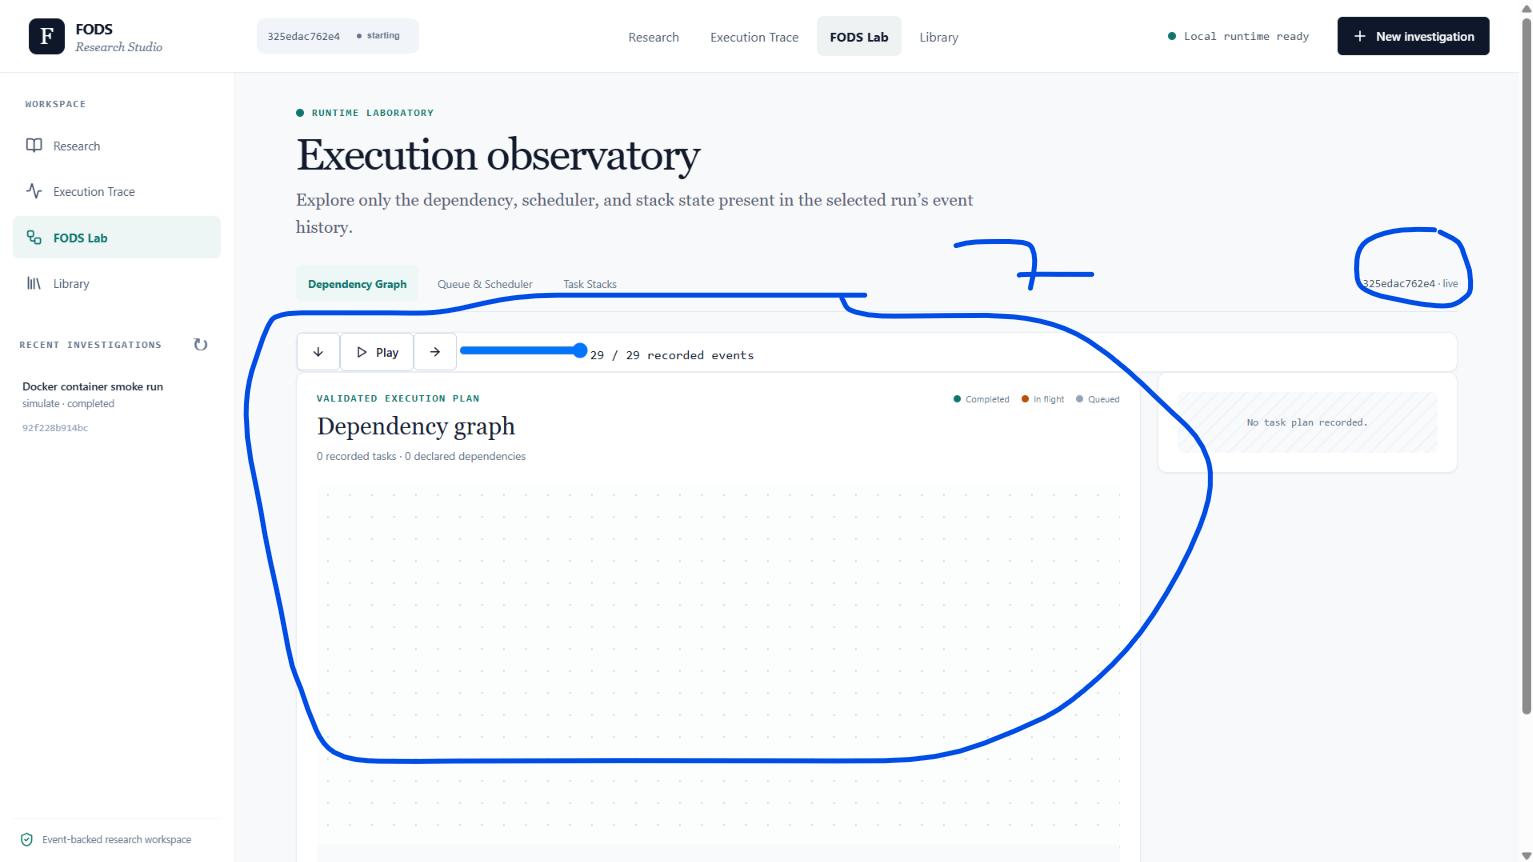 F
FODS
Research Studio
325edac762e4
starting
Research
Execution Trace
FODS Lab
Library
Local runtime ready
+ New investigation
WORKSPACE
Research
Execution Trace
FODS Lab
Library
RECENT INVESTIGATIONS
Docker container smoke run
simulate · completed
92f228b914bc
Event-backed research workspace
RUNTIME LABORATORY
Execution observatory
Explore only the dependency, scheduler, and stack state present in the selected run’s event
history.
Dependency Graph
Queue & Scheduler
Task Stacks
325edac762e4 · live
Play
29 / 29 recorded events
VALIDATED EXECUTION PLAN
Completed
In flight
Queued
Dependency graph
0 recorded tasks · 0 declared dependencies
No task plan recorded.